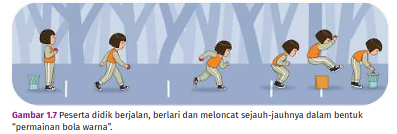 Gambar 1.7 Peserta didik berjalan, berlari dan meloncat sejauh-jauhnya dalam bentuk
"permainan bola warna".